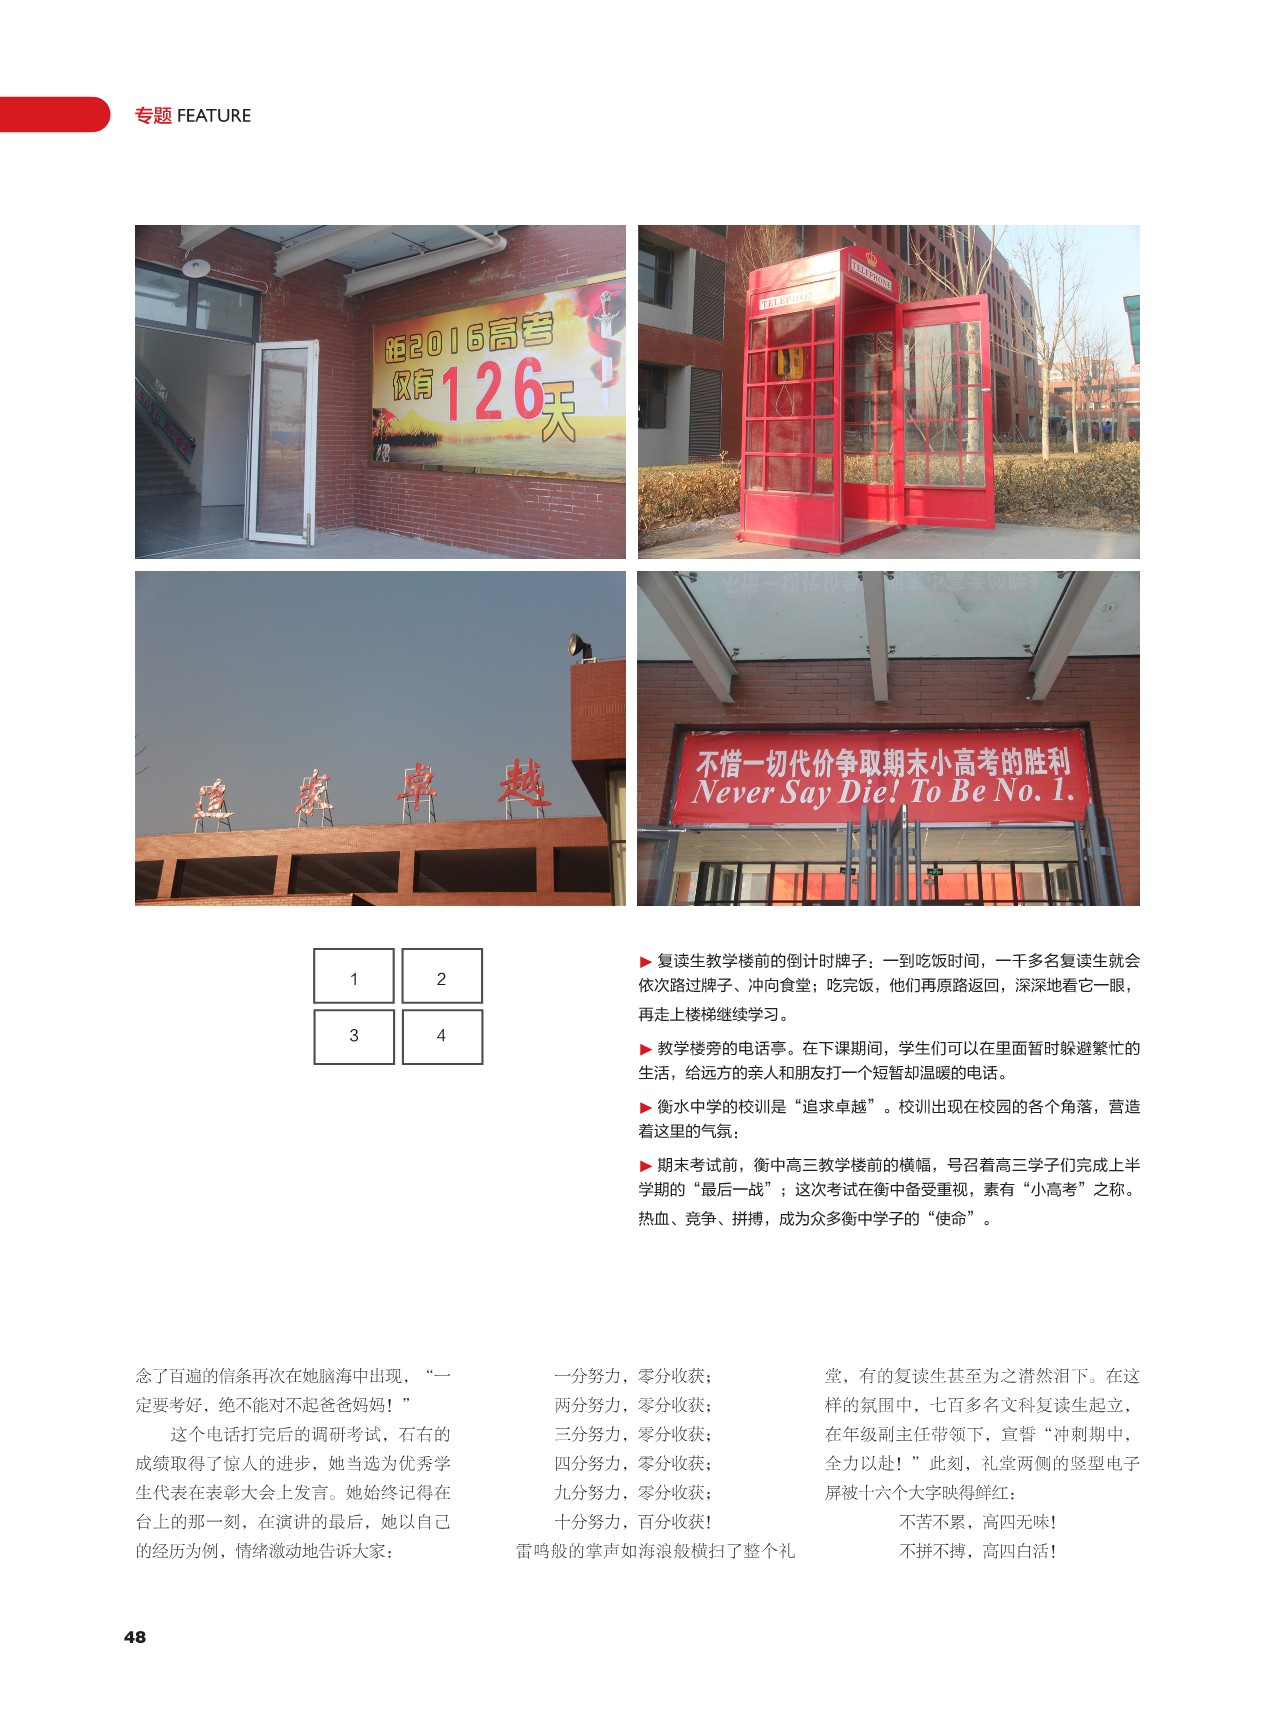 专题 FEATURE
距2016高考
仅有126天
TELEPHONE
TELEPHONE
追求卓越
不惜一切代价争取期末小高考的胜利
Never Say Die! To Be No. 1.
1
2
3
4
▶ 复读生教学楼前的倒计时牌子：一到吃饭时间，一千多名复读生就会
依次路过牌子、冲向食堂；吃完饭，他们再原路返回，深深地看它一眼，
再走上楼梯继续学习。
▶ 教学楼旁的电话亭。在下课期间，学生们可以在里面暂时躲避繁忙的
生活，给远方的亲人和朋友打一个短暂却温暖的电话。
▶ 衡水中学的校训是“追求卓越”。校训出现在校园的各个角落，营造
着这里的气氛：
▶ 期末考试前，衡中高三教学楼前的横幅，号召着高三学子们完成上半
学期的“最后一战”；这次考试在衡中备受重视，素有“小高考”之称。
热血、竞争、拼搏，成为众多衡中学子的“使命”。
念了百遍的信条再次在她脑海中出现，“一
定要考好，绝不能对不起爸爸妈妈！”
这个电话打完后的调研考试，石右的
成绩取得了惊人的进步，她当选为优秀学
生代表在表彰大会上发言。她始终记得在
台上的那一刻，在演讲的最后，她以自己
的经历为例，情绪激动地告诉大家：
一分努力，零分收获；
两分努力，零分收获；
三分努力，零分收获；
四分努力，零分收获；
九分努力，零分收获；
十分努力，百分收获！
雷鸣般的掌声如海浪般横扫了整个礼
堂，有的复读生甚至为之潸然泪下。在这
样的氛围中，七百多名文科复读生起立，
在年级副主任带领下，宣誓“冲刺期中，
全力以赴！”此刻，礼堂两侧的竖型电子
屏被十六个大字映得鲜红：
不苦不累，高四无味！
不拼不搏，高四白活！
48